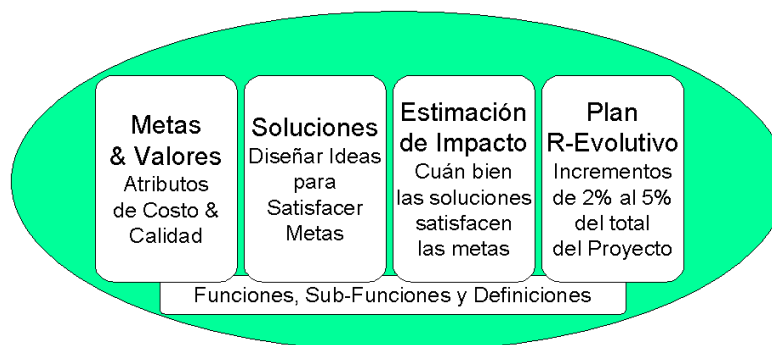 Metas
& Valores
Atributos
de Costo &
Calidad
Soluciones
Diseñar Ideas
para
Satisfacer
Metas
Estimación
de Impacto
Cuán bien
las soluciones
satisfacen
las metas
Plan
R-Evolutivo
Incrementos
de 2% al 5%
del total
del Proyecto
Funciones, Sub-Funciones y Definiciones